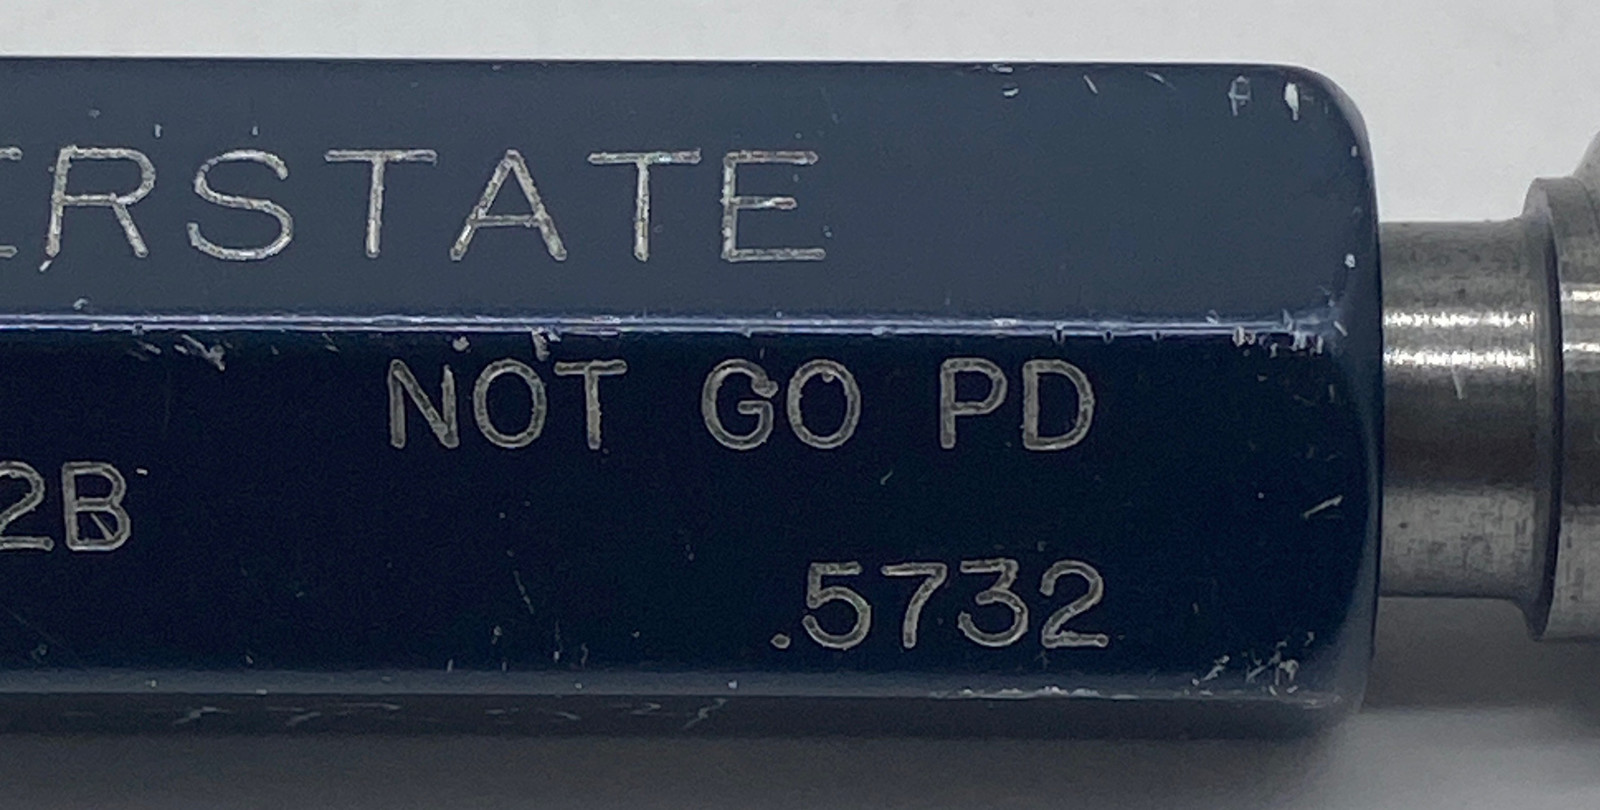 ERSTATE
NOT GO PD
2B
.5732